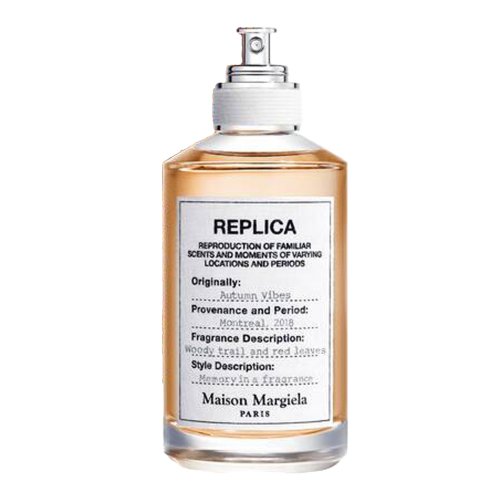 REPLICA
REPRODUCTION OF FAMILIAR
SCENTS AND MOMENTS OF VARYING
LOCATIONS AND PERIODS
Originally:
Autumn Vibes
Provenance and Period:
Montreal, 2018
Fragrance Description:
Woody trail and red leaves
Style Description:
Memory in a fragrance
Maison Margiela
PARIS